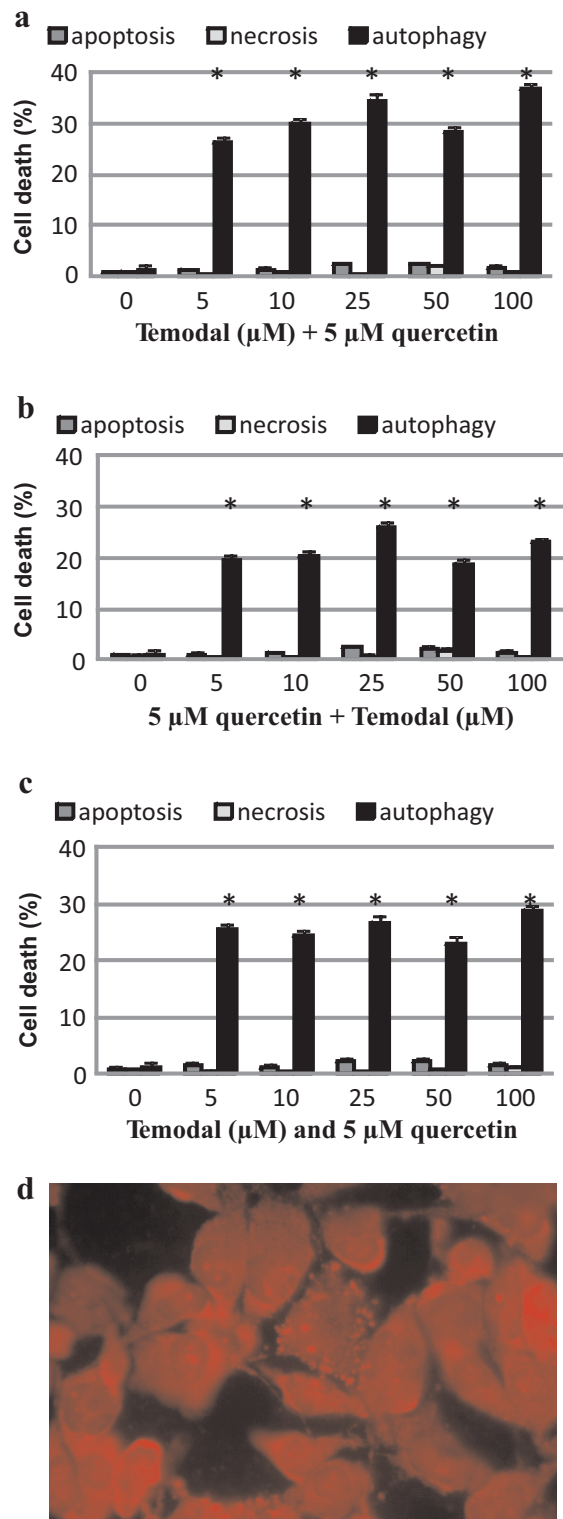 a
apoptosis necrosis autophagy
40
30
20
10
0
Cell death (%)
* * * * *
0 5 10 25 50 100
Temodal (µM) + 5 µM quercetin
b
apoptosis necrosis autophagy
40
30
20
10
0
Cell death (%)
* * * * *
0 5 10 25 50 100
5 µM quercetin + Temodal (µM)
c
apoptosis necrosis autophagy
40
30
20
10
0
Cell death (%)
* * * * *
0 5 10 25 50 100
Temodal (µM) and 5 µM quercetin
d